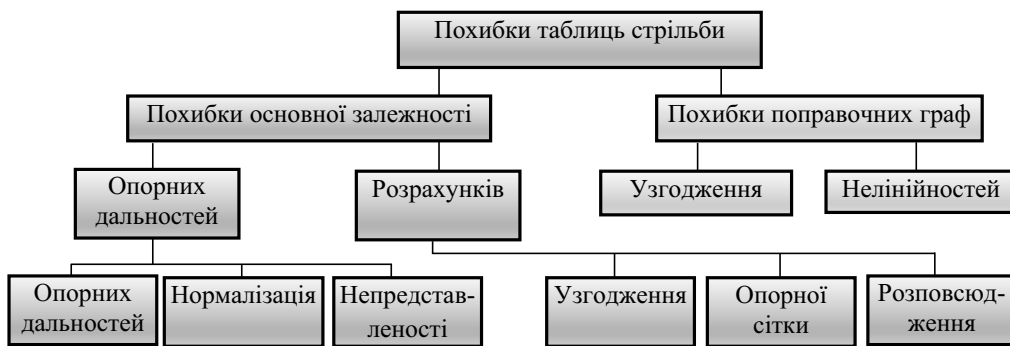 Похибки таблиць стрільби
Похибки основної залежності
Похибки поправочних граф
Опорних
дальностей
Розрахунків
Узгодження
Нелінійностей
Опорних
дальностей
Нормалізація
Непредстав-
леності
Узгодження
Опорної
сітки
Розповсюд-
ження